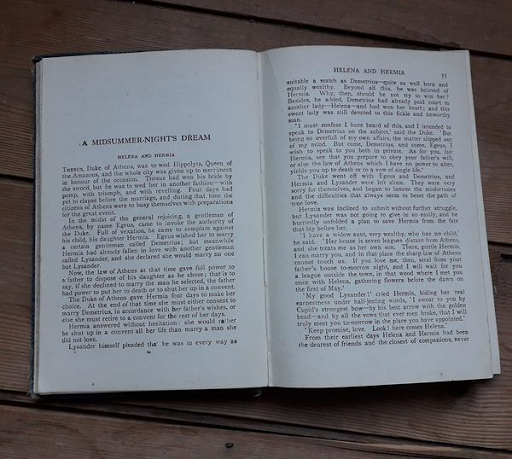 A MIDSUMMER-NIGHT'S DREAM
HELENA AND HERMIA
THESEUS, Duke of Athens, was to wed Hippolyta, Queen of
the Amazons, and the whole city was given up to merriment
in honour of the occasion. Theseus had won his bride by
the sword, but he was to wed her in another fashion—with
pomp, with triumph, and with revelling. Four days had
yet to elapse before the marriage, and during that time the
citizens of Athens were to busy themselves with preparations
for the great event.
In the midst of the general rejoicing, a gentleman of
Athens, by name Egeus, came to invoke the authority of
the Duke. Full of vexation, he came to complain against
his child, his daughter Hermia. Egeus wished her to marry
a certain gentleman called Demetrius; but meanwhile
Hermia had already fallen in love with another gentleman
called Lysander, and she declared she would marry no one
but Lysander.
Now, the law of Athens at that time gave full power to
a father to dispose of his daughter as he chose; that is to
say, if she declined to marry the man he selected, the father
had power to put her to death or to shut her up in a convent.
The Duke of Athens gave Hermia four days to make her
choice. At the end of that time she must either consent to
marry Demetrius, in accordance with her father's wishes, or
else she must retire to a convent for the rest of her days.
Hermia answered without hesitation: she would rather
be shut up in a convent all her life than marry a man she
did not love.
Lysander himself pleaded that he was in every way as
HELENA AND HERMIA 55
suitable a match as Demetrius—quite as well born and
equally wealthy. Beyond all this, he was beloved of
Hermia. Why, then, should he not try to win her?
Besides, he added, Demetrius had already paid court to
another lady—Helena—and had won her heart; and this
sweet lady was still devoted to this fickle and unworthy
man.
'I must confess I have heard of this, and I intended to
speak to Demetrius on the subject,' said the Duke. 'But
being so overfull of my own affairs, the matter slipped out
of my mind. But come, Demetrius, and come, Egeus, I
wish to speak to you both in private. As for you, fair
Hermia, see that you prepare to obey your father's will,
or else the law of Athens, which I have no power to alter,
yields you up to death or to a vow of single life.'
The Duke then went off with Egeus and Demetrius, and
Hermia and Lysander were left alone. They were very
sorry for themselves, and began to lament the misfortunes
and the difficulties that always seem to beset the path of
true love.
Hermia was inclined to submit without further struggle,
but Lysander was not going to give in so easily, and he
hurriedly unfolded a plan to save Hermia from the fate
that lay before her.
'I have a widow aunt, very wealthy, who has no child,'
he said. 'Her house is seven leagues distant from Athens,
and she treats me as her own son. There, gentle Hermia,
I can marry you, and in that place the sharp law of Athens
cannot touch us. If you love me, then, steal from your
father's house to-morrow night, and I will wait for you
a league outside the town, in that wood where I met you
once with Helena, gathering flowers before the dawn on
the first of May.'
'My good Lysander!' cried Hermia, hiding her real
earnestness under half-joking words, 'I swear to you by
Cupid's strongest bow—by his best arrow with the golden
head—and by all the vows that ever men broke, that I will
truly meet you to-morrow in the place you have appointed.'
'Keep promise, love. Look! here comes Helena.'
From their earliest days Helena and Hermia had been
the dearest of friends and the closest of companions, never